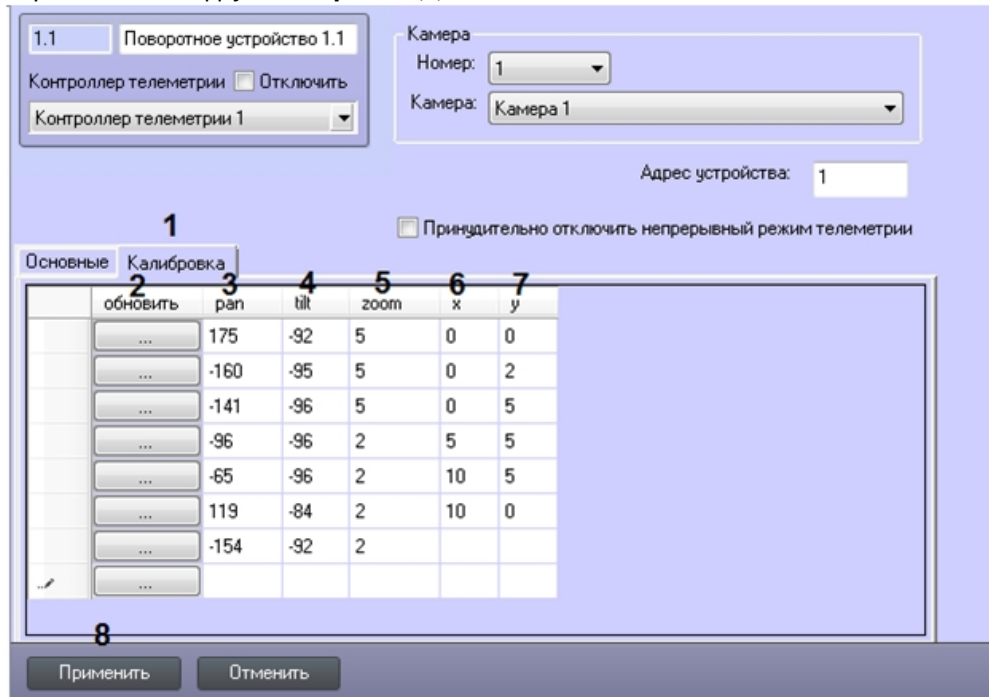 1.1 Поворотное устройство 1.1
Контроллер телеметрии Отключить
Контроллер телеметрии 1
Камера
Номер: 1
Камера: Камера 1
Адрес устройства: 1
Принудительно отключить непрерывный режим телеметрии
1
Основные Калибровка
2 3 4 5 6 7
обновить pan tilt zoom x y
... 175 -92 5 0 0
... -160 -95 5 0 2
... -141 -96 5 0 5
... -96 -96 2 5 5
... -65 -96 2 10 5
... 119 -84 2 10 0
... -154 -92 2
...
8
Применить Отменить